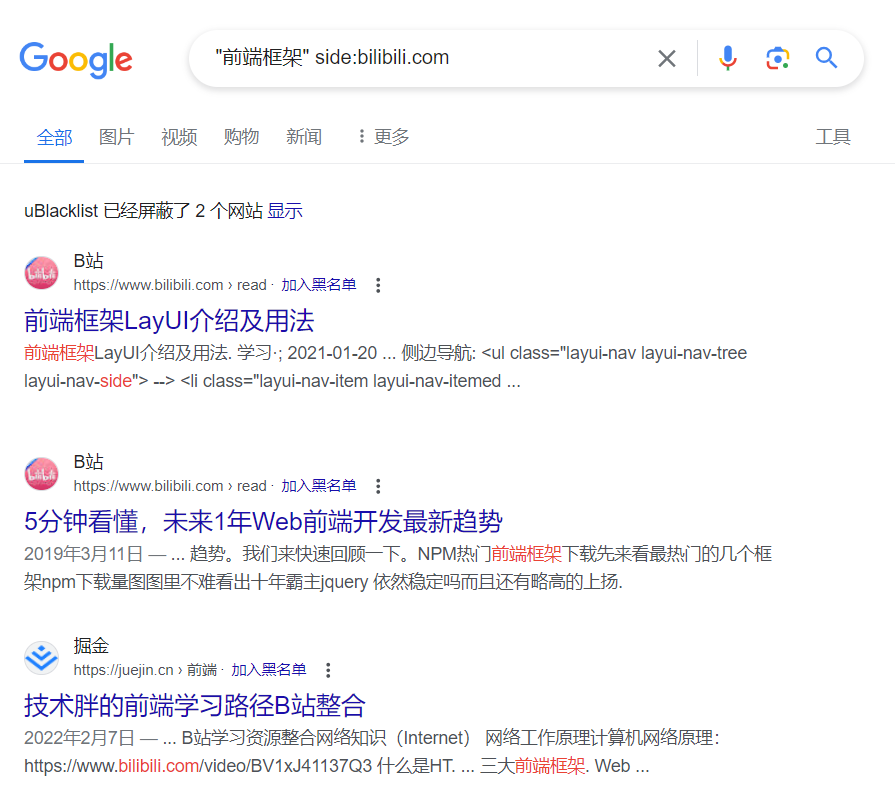 Google
"前端框架" side:bilibili.com
全部 图片 视频 购物 新闻 更多 工具
uBlacklist 已经屏蔽了 2 个网站 显示
B站
https://www.bilibili.com › read · 加入黑名单
前端框架LayUI介绍及用法
前端框架LayUI介绍及用法. 学习·; 2021-01-20 ... 侧边导航: <ul class="layui-nav layui-nav-tree
layui-nav-side"> --> <li class="layui-nav-item layui-nav-itemed ...
B站
https://www.bilibili.com › read · 加入黑名单
5分钟看懂，未来1年Web前端开发最新趋势
2019年3月11日 — ... 趋势。我们来快速回顾一下。NPM热门前端框架下载先来看最热门的几个框
架npm下载量图图里不难看出十年霸主jquery 依然稳定吗而且还有略高的上扬.
掘金
https://juejin.cn › 前端 · 加入黑名单
技术胖的前端学习路径B站整合
2022年2月7日 — ... B站学习资源整合网络知识（Internet） 网络工作原理计算机网络原理：
https://www.bilibili.com/video/BV1xJ41137Q3 什么是HT. ... 三大前端框架. Web ...